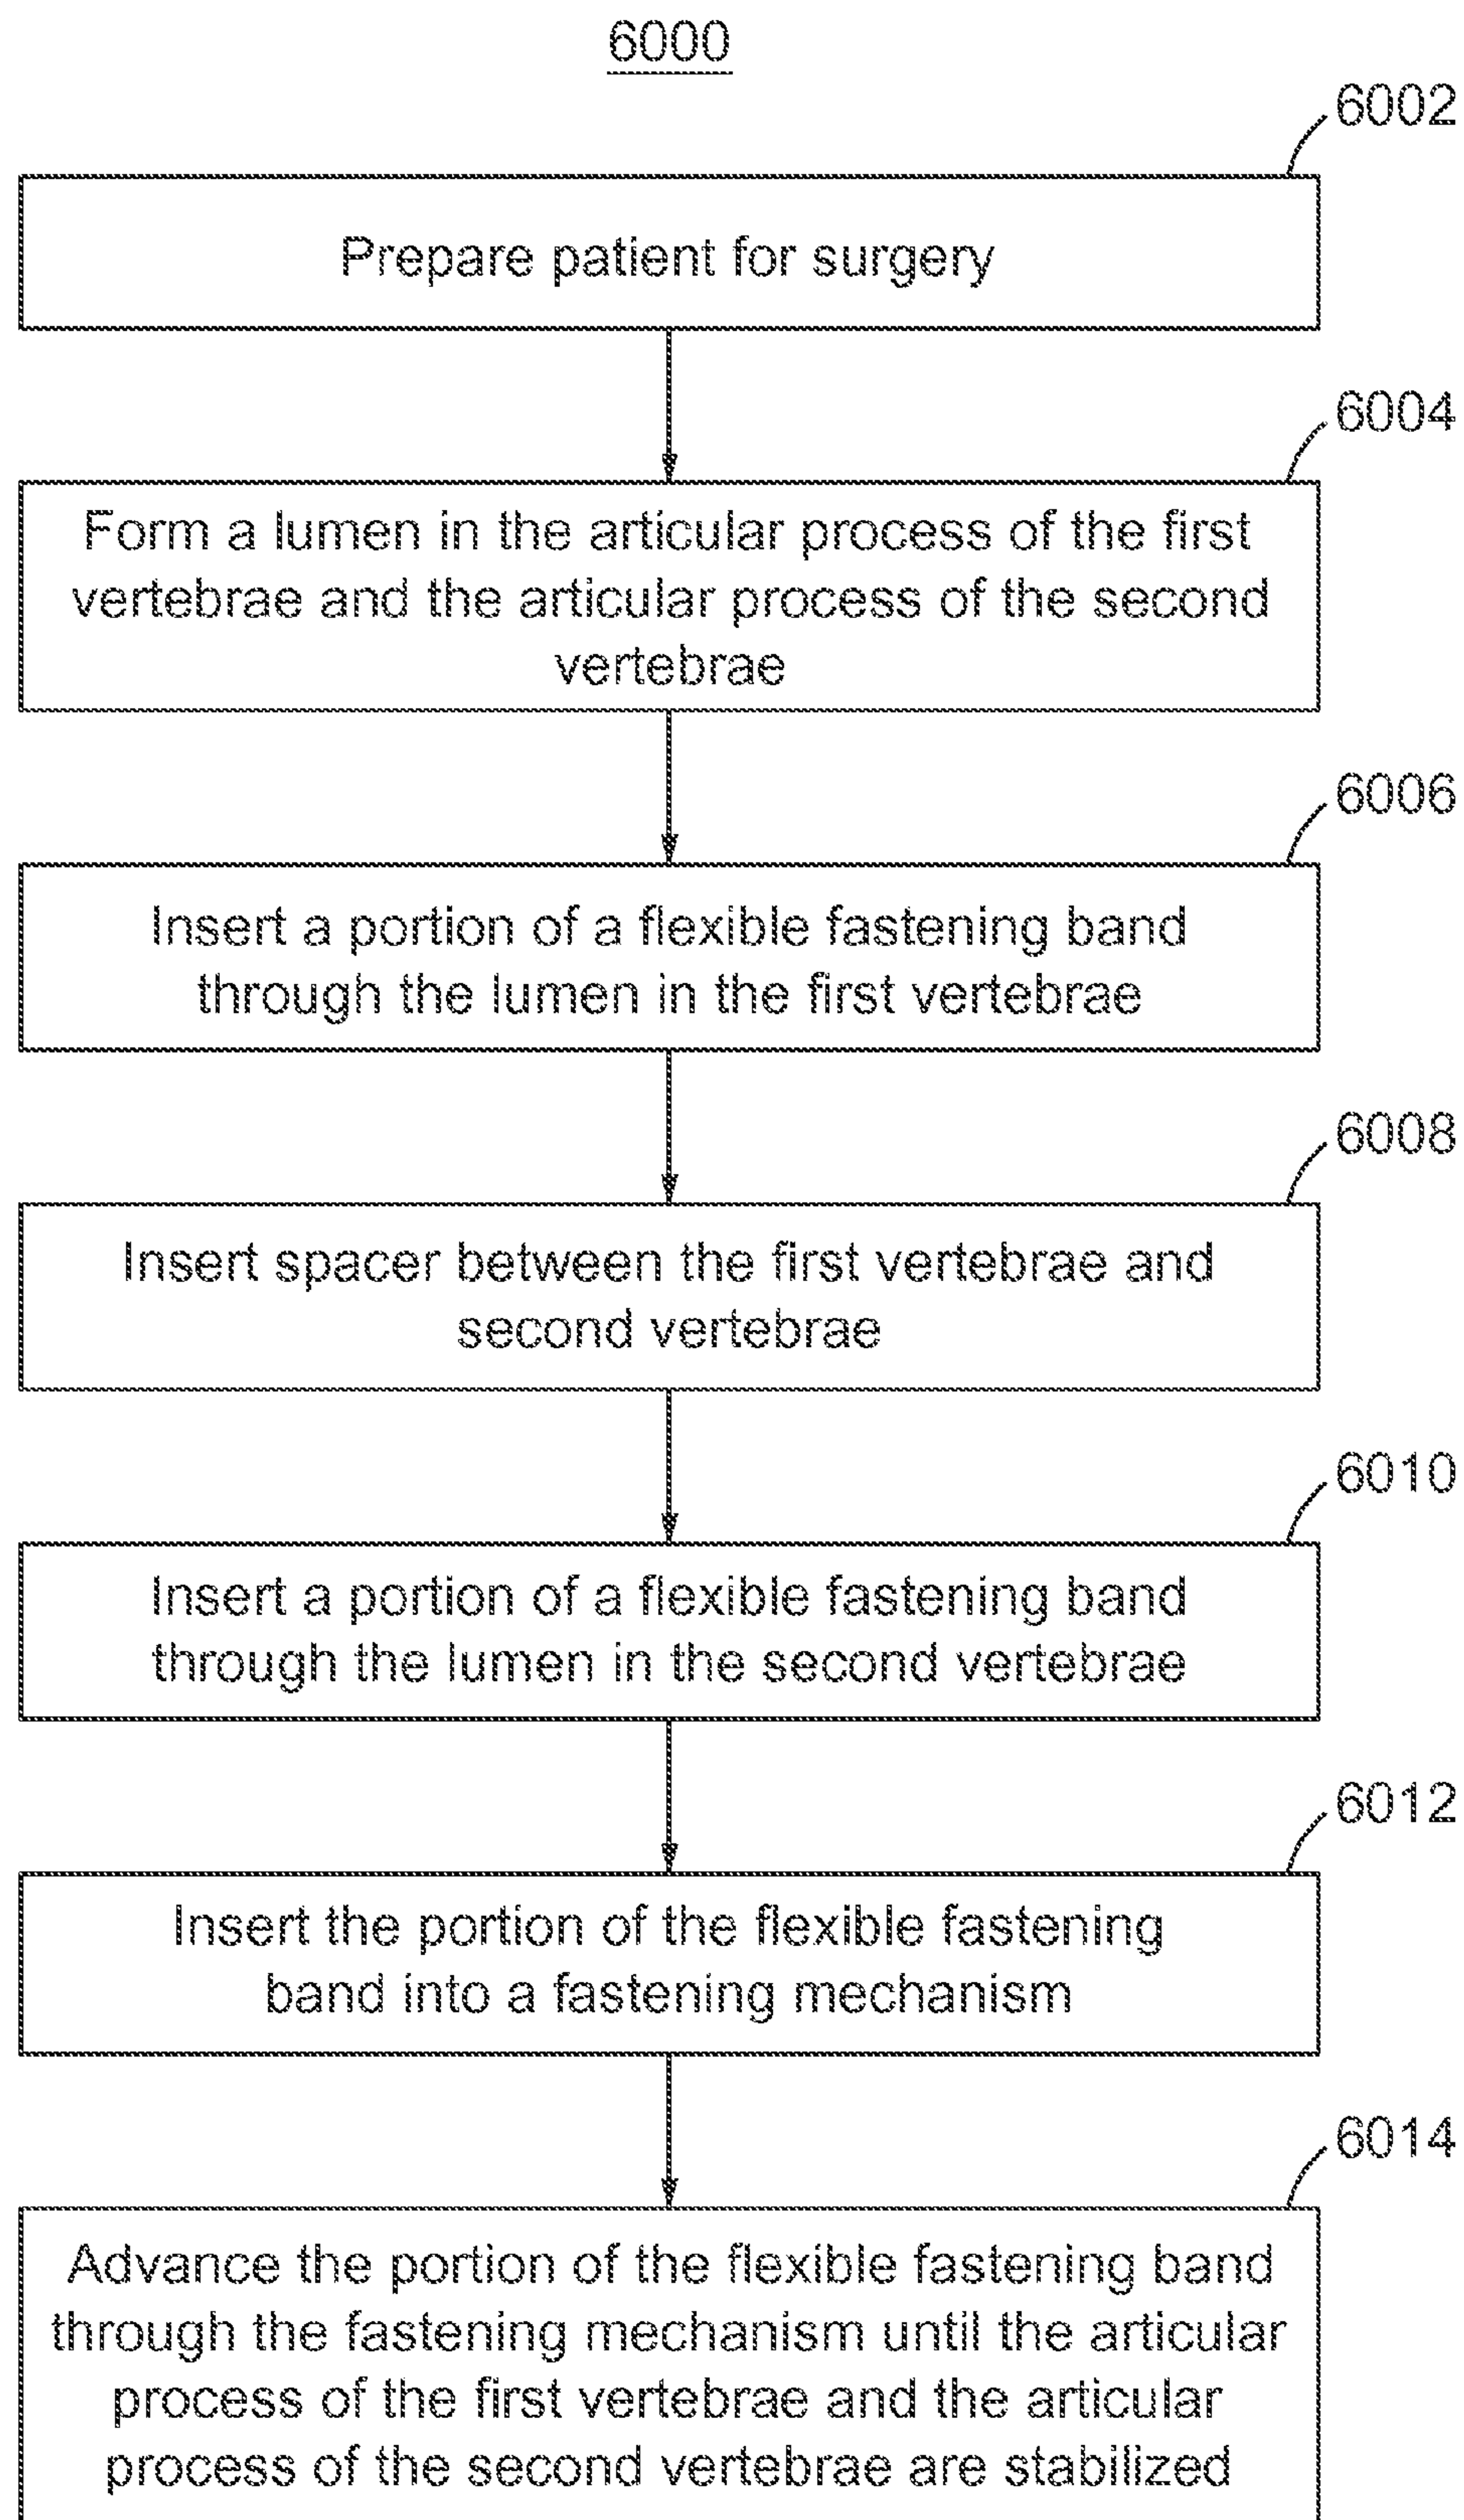 6000
6002
Prepare patient for surgery
6004
Form a lumen in the articular process of the first
vertebrae and the articular process of the second
vertebrae
6006
Insert a portion of a flexible fastening band
through the lumen in the first vertebrae
6008
Insert spacer between the first vertebrae and
second vertebrae
6010
Insert a portion of a flexible fastening band
through the lumen in the second vertebrae
6012
Insert the portion of the flexible fastening
band into a fastening mechanism
6014
Advance the portion of the flexible fastening band
through the fastening mechanism until the articular
process of the first vertebrae and the articular
process of the second vertebrae are stabilized